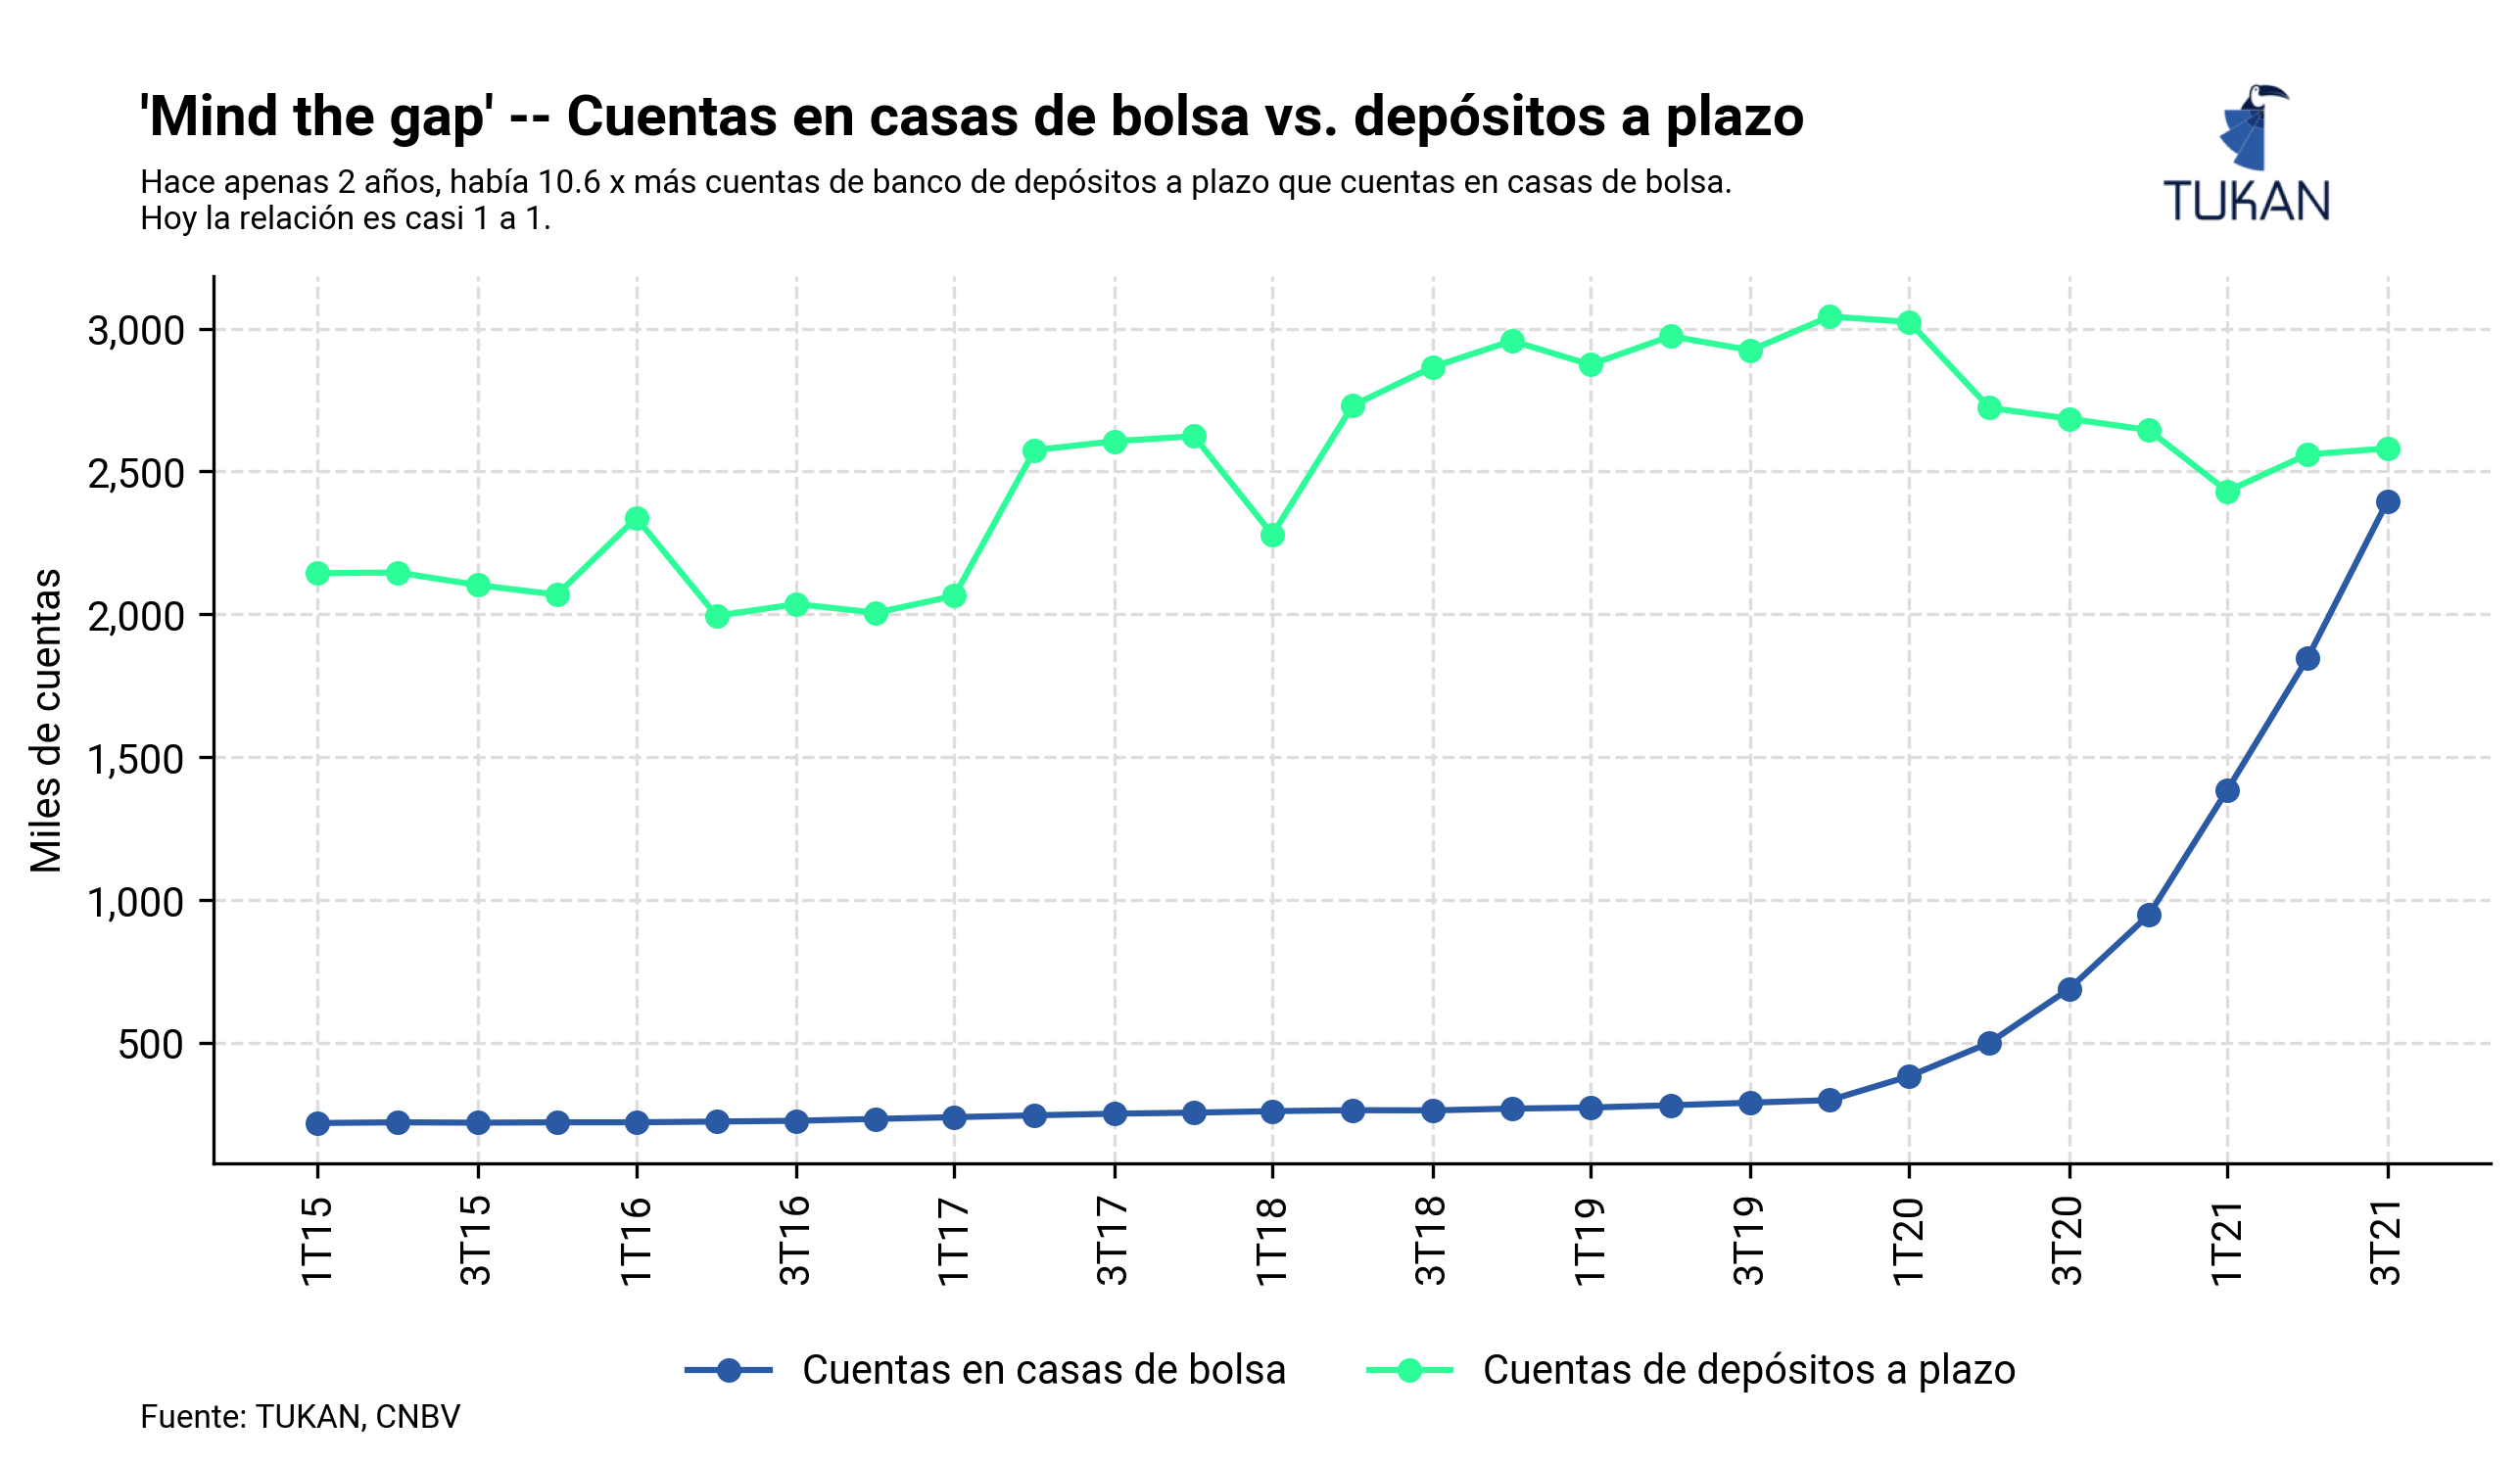 'Mind the gap' -- Cuentas en casas de bolsa vs. depósitos a plazo
Hace apenas 2 años, había 10.6 x más cuentas de banco de depósitos a plazo que cuentas en casas de bolsa.
Hoy la relación es casi 1 a 1.
TUKAN
Miles de cuentas
3,000
2,500
2,000
1,500
1,000
500
1T15
3T15
1T16
3T16
1T17
3T17
1T18
3T18
1T19
3T19
1T20
3T20
1T21
3T21
Cuentas en casas de bolsa
Cuentas de depósitos a plazo
Fuente: TUKAN, CNBV